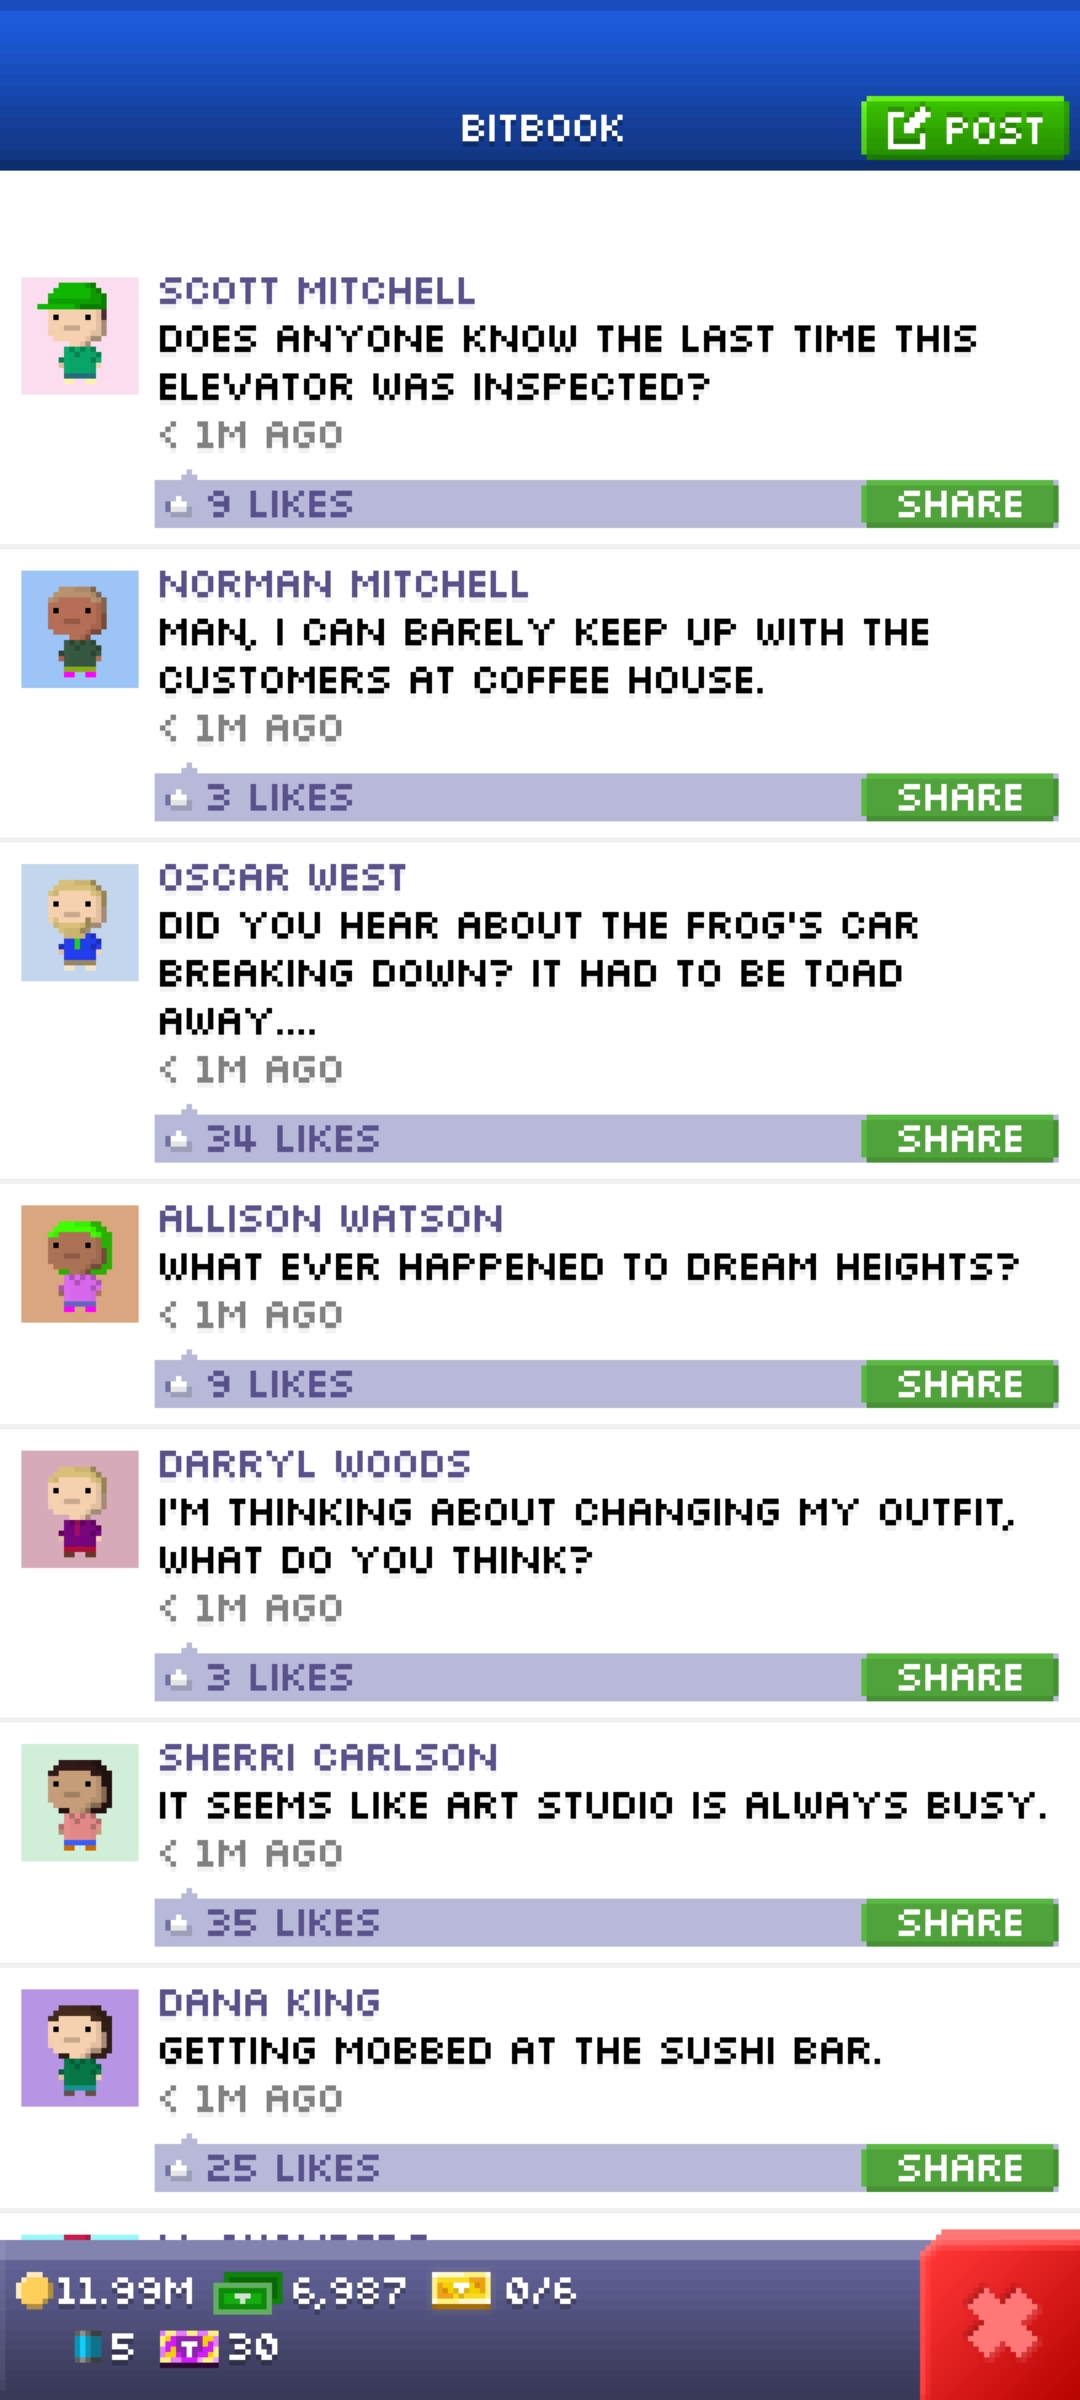 BITBOOK
POST
SCOTT MITCHELL
DOES ANYONE KNOW THE LAST TIME THIS
ELEVATOR WAS INSPECTED?
< 1M AGO
9 LIKES
SHARE
NORMAN MITCHELL
MAN, I CAN BARELY KEEP UP WITH THE
CUSTOMERS AT COFFEE HOUSE.
< 1M AGO
3 LIKES
SHARE
OSCAR WEST
DID YOU HEAR ABOUT THE FROG'S CAR
BREAKING DOWN? IT HAD TO BE TOAD
AWAY....
< 1M AGO
34 LIKES
SHARE
ALLISON WATSON
WHAT EVER HAPPENED TO DREAM HEIGHTS?
< 1M AGO
9 LIKES
SHARE
DARRYL WOODS
I'M THINKING ABOUT CHANGING MY OUTFIT,
WHAT DO YOU THINK?
< 1M AGO
3 LIKES
SHARE
SHERRI CARLSON
IT SEEMS LIKE ART STUDIO IS ALWAYS BUSY.
< 1M AGO
35 LIKES
SHARE
DANA KING
GETTING MOBBED AT THE SUSHI BAR.
< 1M AGO
25 LIKES
SHARE
11.99M 6,987 0/6
5 T 30